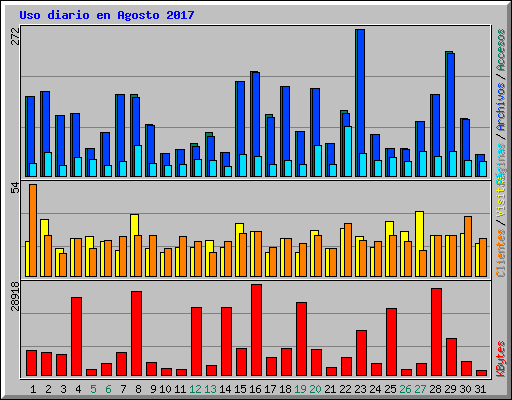 Uso diario en Agosto 2017
272
54
28918
Accesos
/
Archivos
/
Páginas
Visitas
/
Clientes
KBytes
1 2 3 4 5 6 7 8 9 10 11 12 13 14 15 16 17 18 19 20 21 22 23 24 25 26 27 28 29 30 31